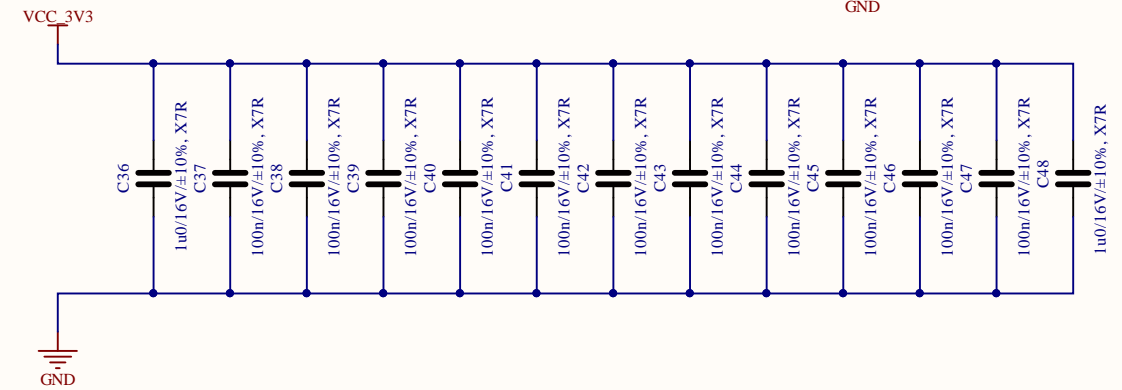 GND
VCC_3V3
C36
1u0/16V/±10%, X7R
C37
100n/16V/±10%, X7R
C38
100n/16V/±10%, X7R
C39
100n/16V/±10%, X7R
C40
100n/16V/±10%, X7R
C41
100n/16V/±10%, X7R
C42
100n/16V/±10%, X7R
C43
100n/16V/±10%, X7R
C44
100n/16V/±10%, X7R
C45
100n/16V/±10%, X7R
C46
100n/16V/±10%, X7R
C47
100n/16V/±10%, X7R
C48
1u0/16V/±10%, X7R
GND